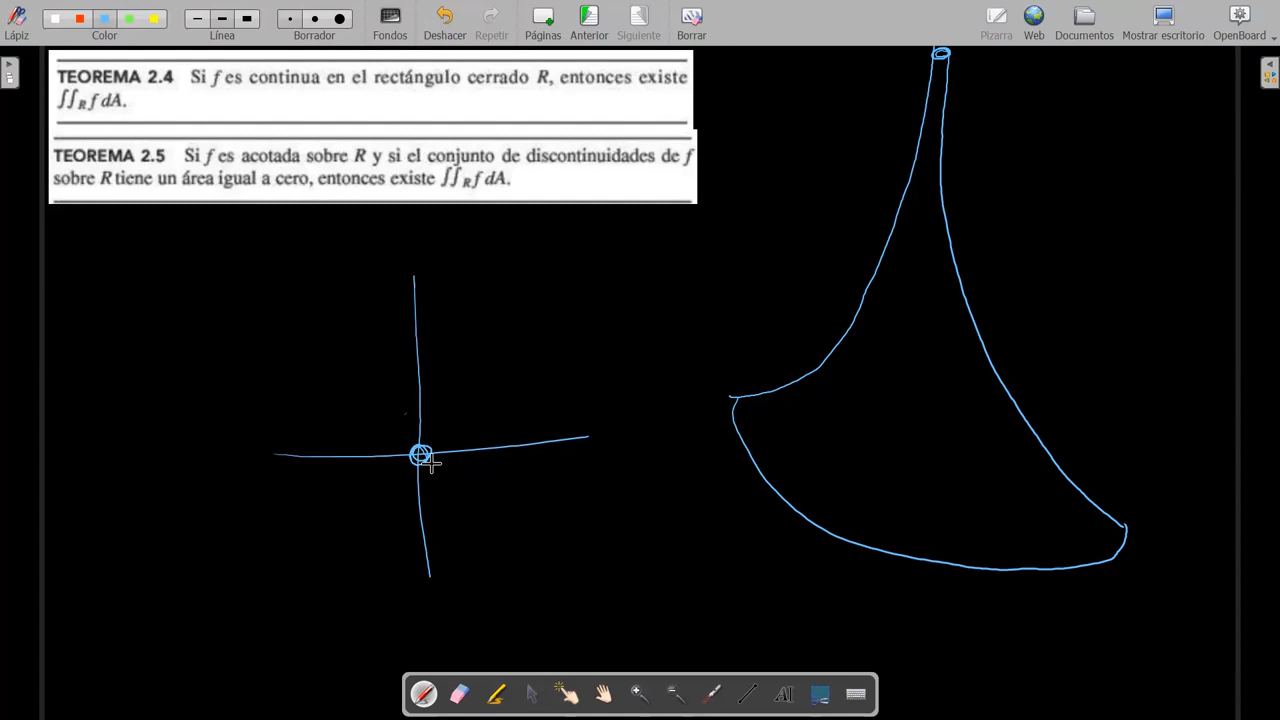 Lápiz Color Línea Borrador Fondos Deshacer Repetir Páginas Anterior Siguiente Borrar Pizarra Web Documentos Mostrar escritorio OpenBoard
TEOREMA 2.4 Si f es continua en el rectángulo cerrado R, entonces existe
∬R f dA.
TEOREMA 2.5 Si f es acotada sobre R y si el conjunto de discontinuidades de f
sobre R tiene un área igual a cero, entonces existe ∬R f dA.
AI